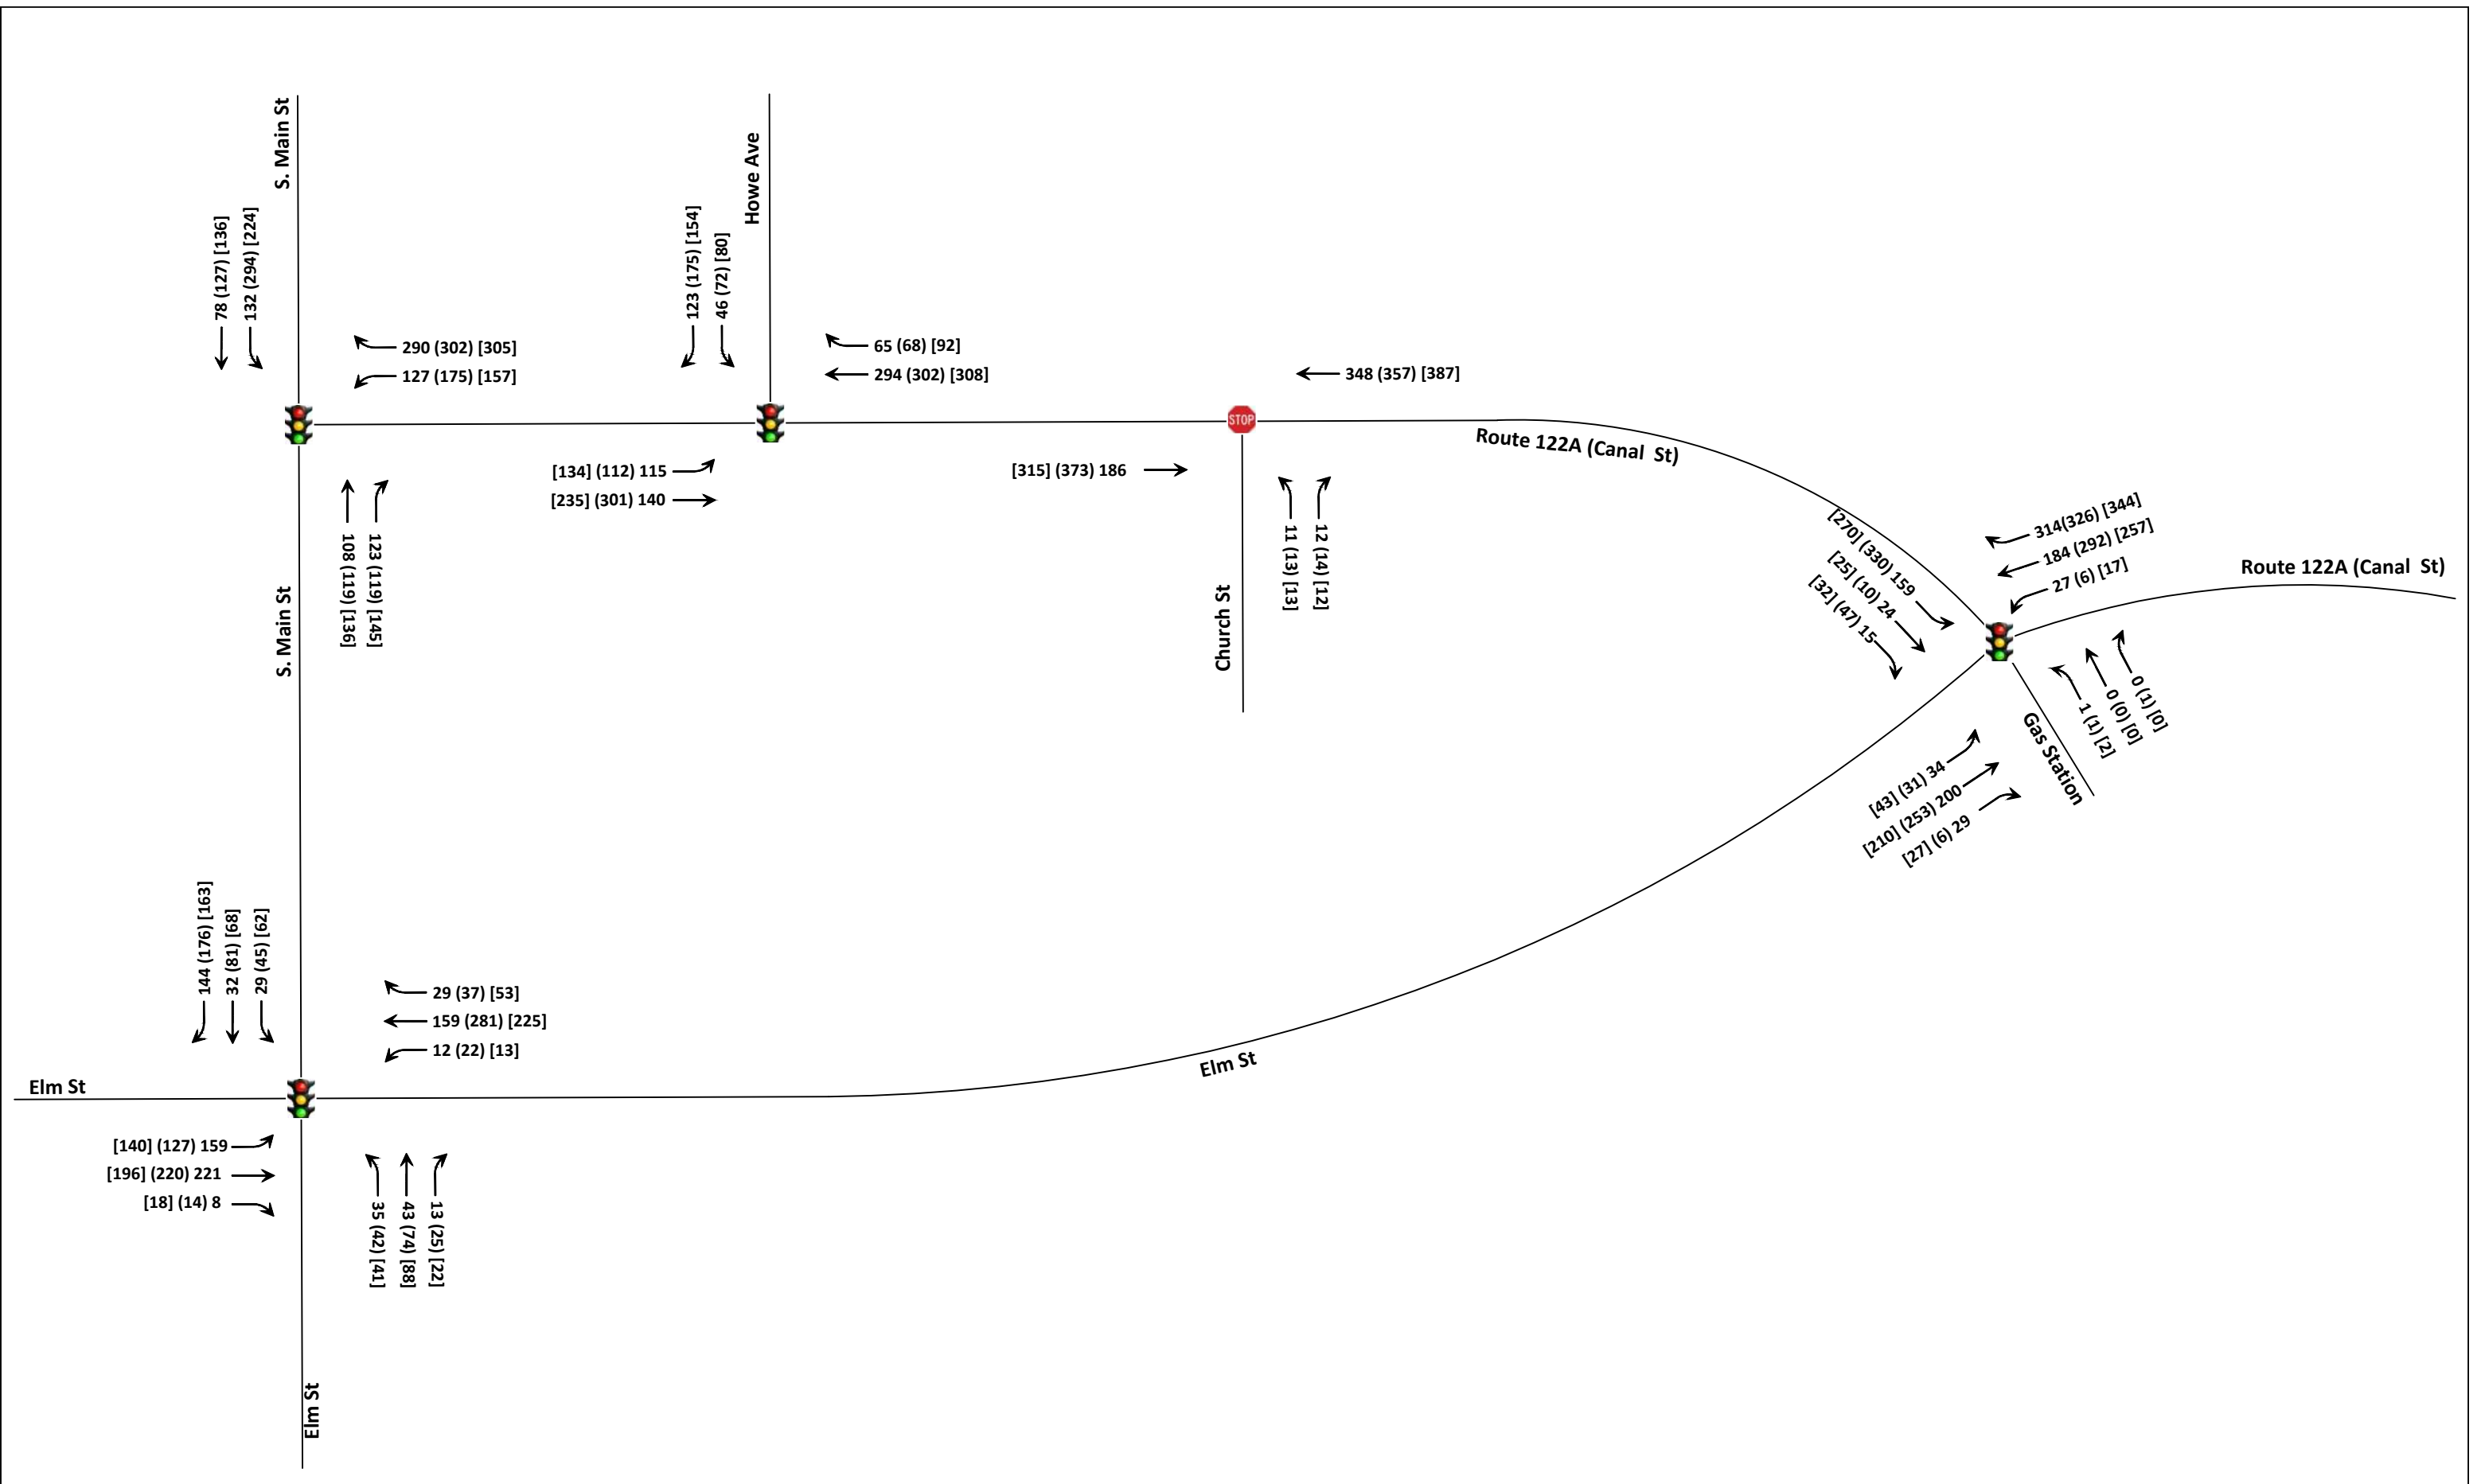 S. Main St
Howe Ave
78 (127) [136]
132 (294) [224]
123 (175) [154]
46 (72) [80]
290 (302) [305]
127 (175) [157]
65 (68) [92]
294 (302) [308]
348 (357) [387]
STOP
Route 122A (Canal St)
[134] (112) 115
[235] (301) 140
[315] (373) 186
108 (119) [136]
123 (119) [145]
S. Main St
Church St
11 (13) [13]
12 (14) [12]
[270] (330) 159
[25] (10) 24
[32] (47) 15
314(326) [344]
184 (292) [257]
27 (6) [17]
Route 122A (Canal St)
0 (1) [0]
0 (0) [0]
1 (1) [2]
Gas Station
[43] (31) 34
[210] (253) 200
[27] (6) 29
144 (176) [163]
32 (81) [68]
29 (45) [62]
29 (37) [53]
159 (281) [225]
12 (22) [13]
Elm St
Elm St
[140] (127) 159
[196] (220) 221
[18] (14) 8
35 (42) [41]
43 (74) [88]
13 (25) [22]
Elm St